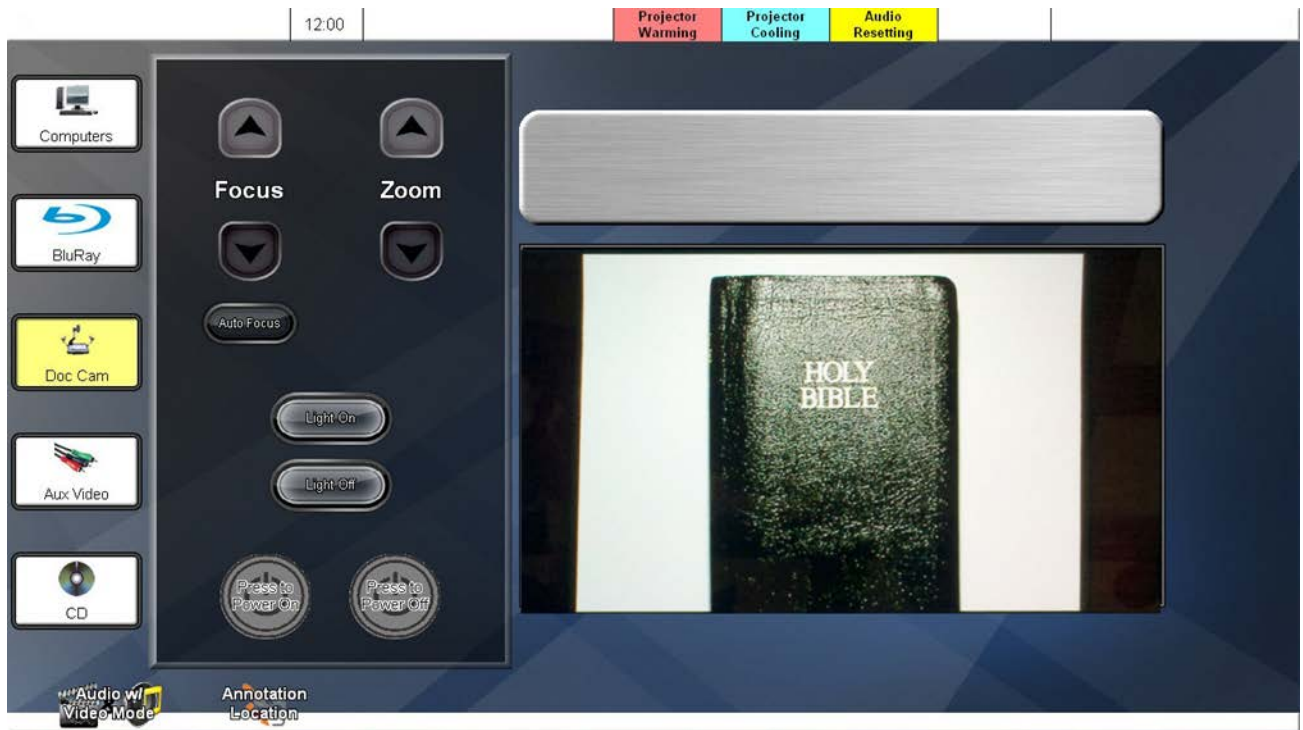 12:00
Projector
Warming
Projector
Cooling
Audio
Resetting
Computers
BluRay
Doc Cam
Aux Video
CD
Focus
Zoom
Auto Focus
Light On
Light Off
Press to
Power On
Press to
Power Off
HOLY
BIBLE
Audio w/
Video Mode
Annotation
Location